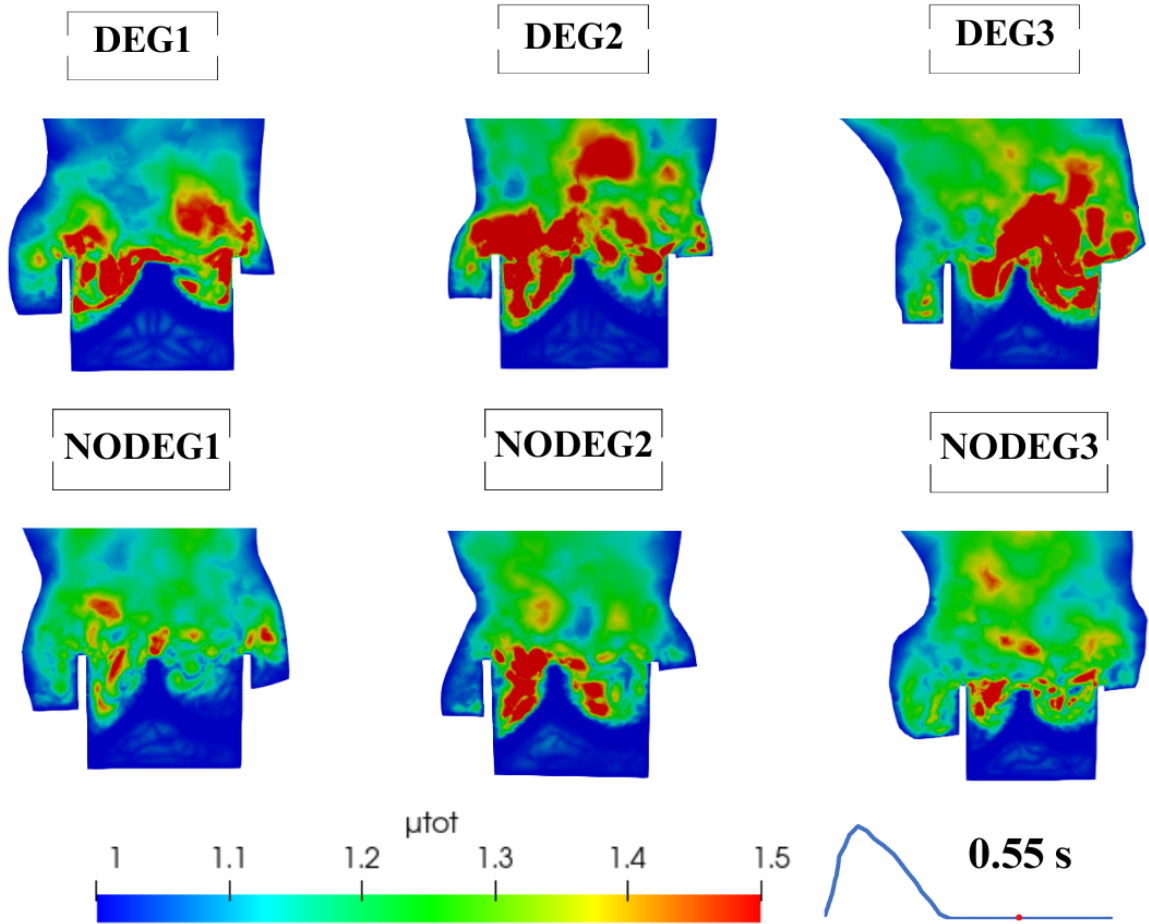 DEG1
DEG2
DEG3
NODEG1
NODEG2
NODEG3
μtot
1 1.1 1.2 1.3 1.4 1.5
0.55 s